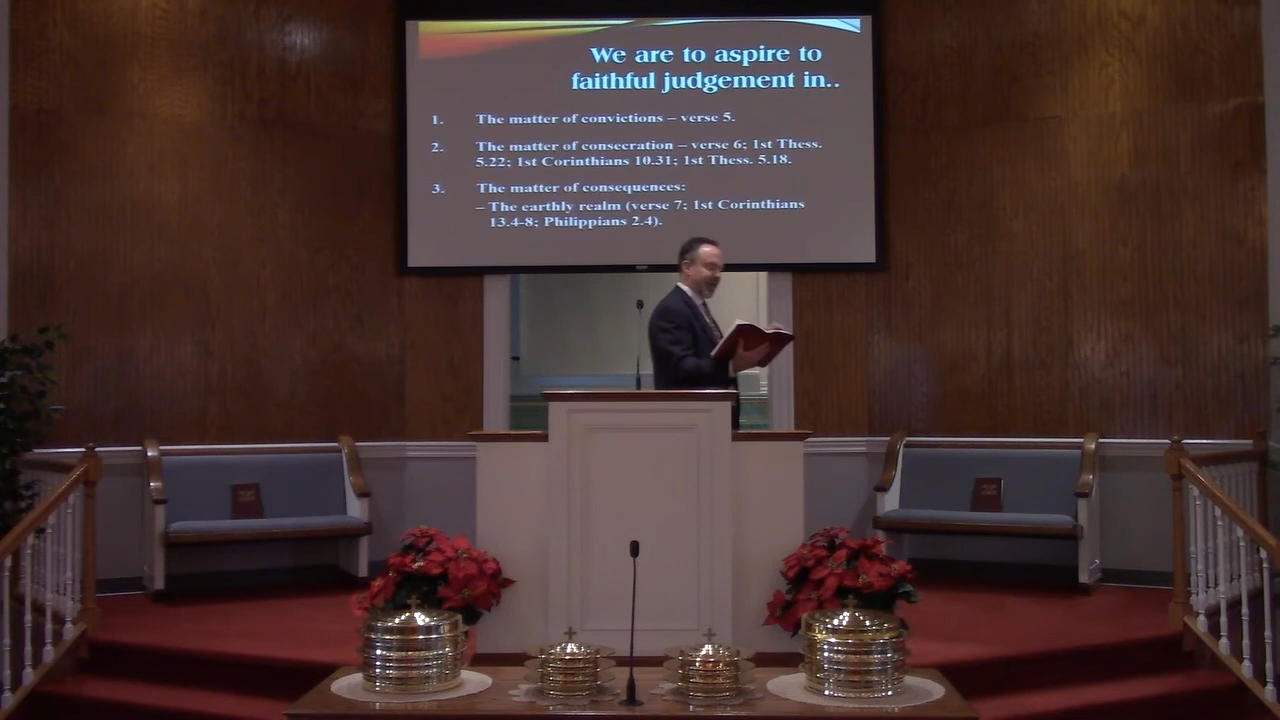 We are to aspire to
faithful judgement in..
1. The matter of convictions – verse 5.
2. The matter of consecration – verse 6; 1st Thess.
5.22; 1st Corinthians 10.31; 1st Thess. 5.18.
3. The matter of consequences:
– The earthly realm (verse 7; 1st Corinthians
13.4-8; Philippians 2.4).